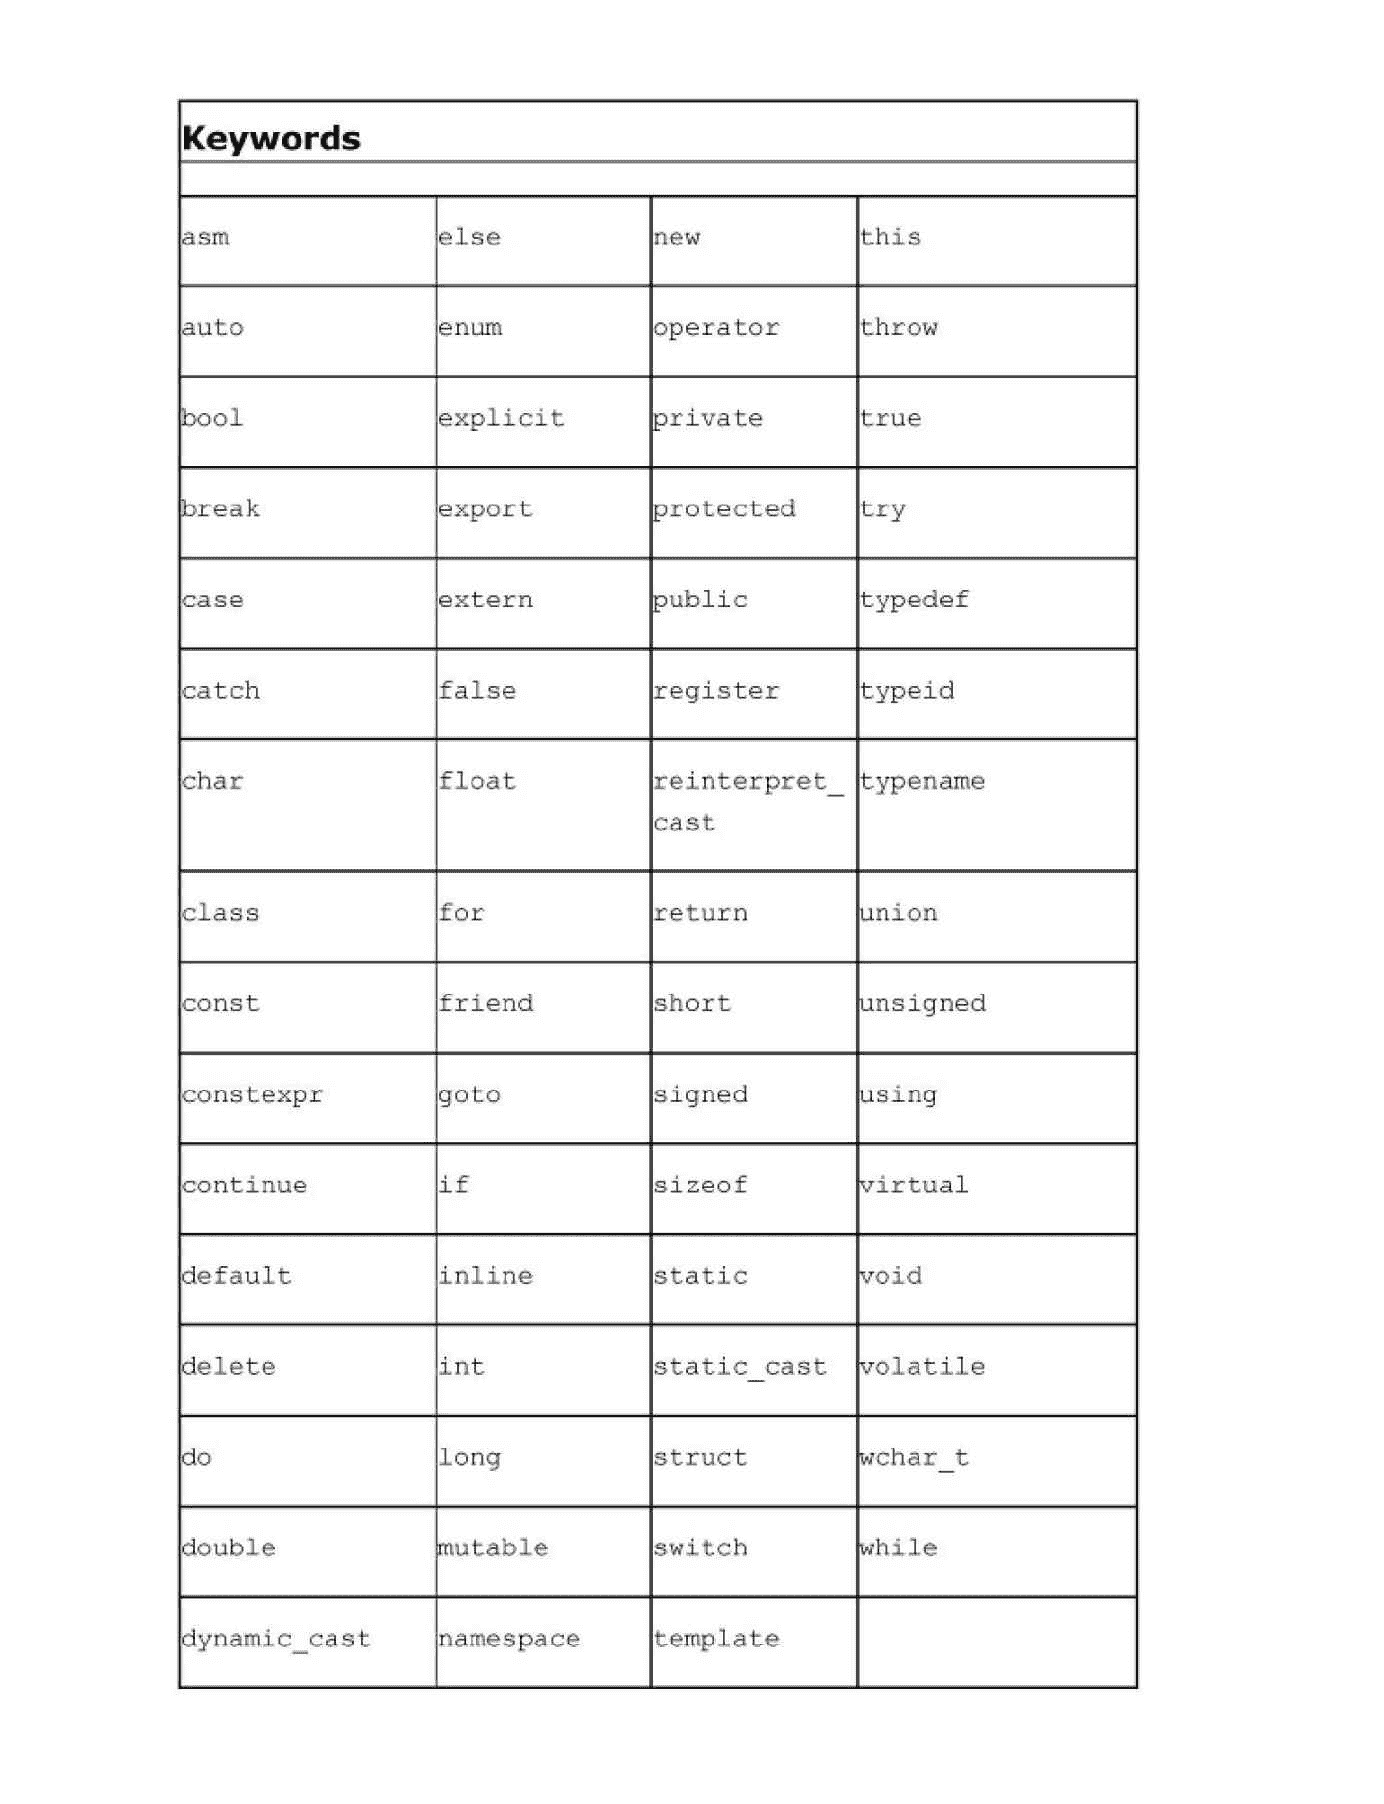 Keywords
asm else new this
auto enum operator throw
bool explicit private true
break export protected try
case extern public typedef
catch false register typeid
char float reinterpret_ typename
cast
class for return union
const friend short unsigned
constexpr goto signed using
continue if sizeof virtual
default inline static void
delete int static_cast volatile
do long struct wchar_t
double mutable switch while
dynamic_cast namespace template